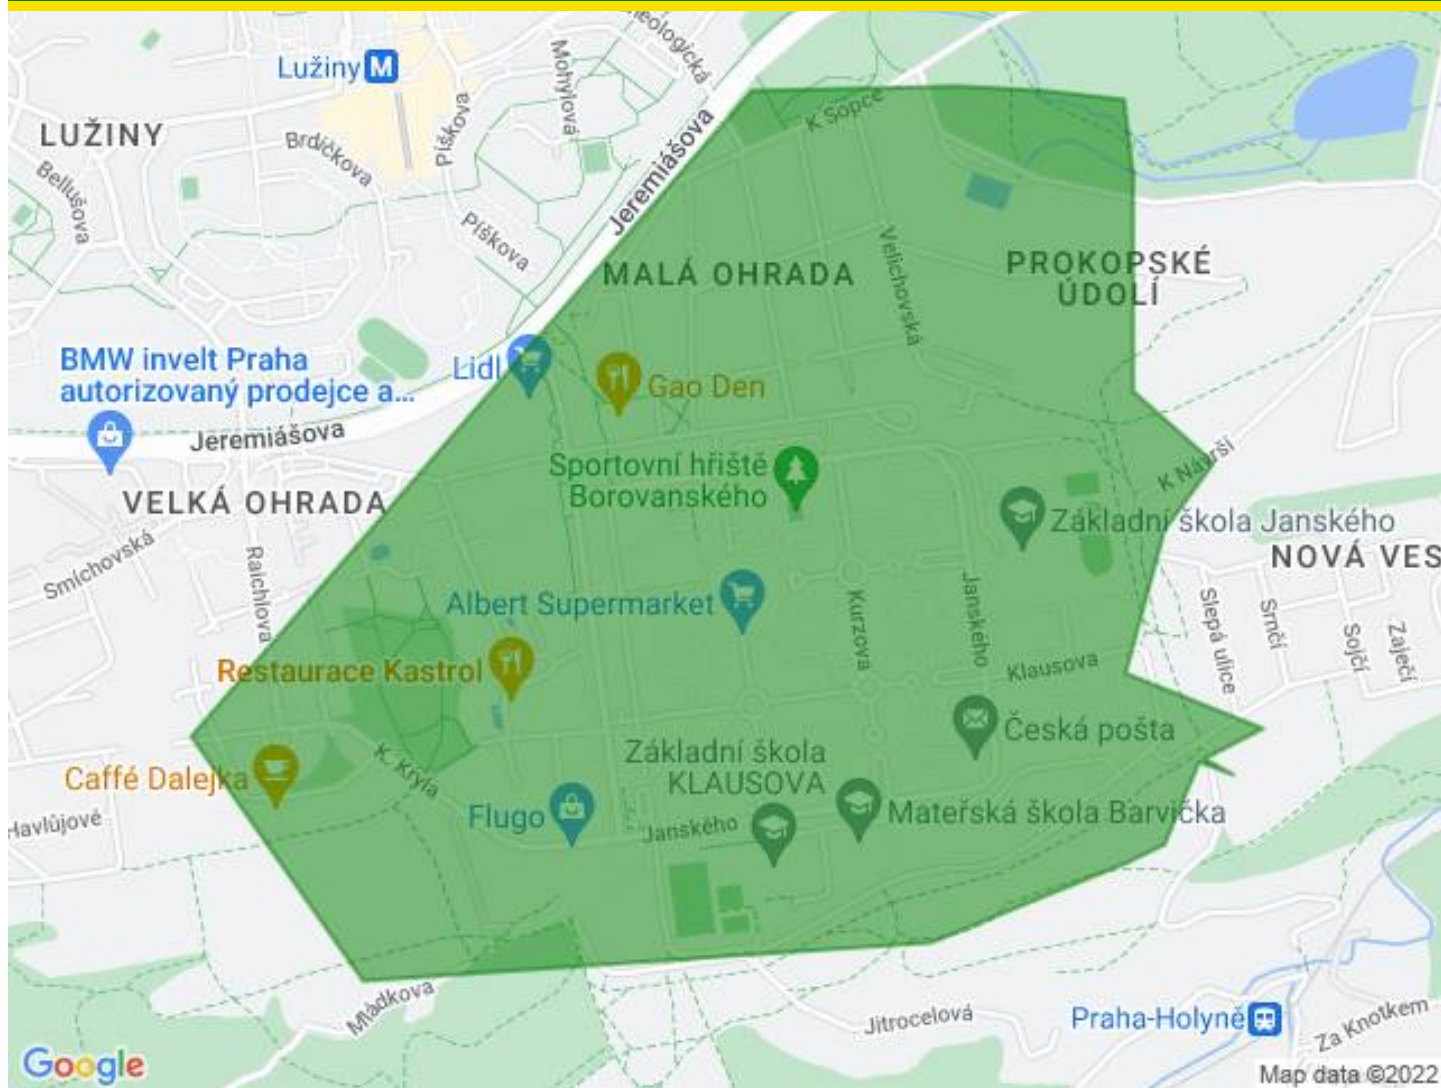 eologická
Lužiny M
Mohylová
LUŽINY
Píškova
Brdičkova
K Sopce
Jeremiášova
Bellušova
Píškova
Velichovská
MALÁ OHRADA
PROKOPSKÉ
ÚDOLÍ
BMW invelt Praha
autorizovaný prodejce a...
Lidl
Gao Den
Jeremiášova
Sportovní hřiště
Borovanského
K Návrší
VELKÁ OHRADA
Základní škola Janského
NOVÁ VES
Smíchovská
Raichlova
Albert Supermarket
Kurzova
Janského
Slepá ulice
Srnčí
Sojčí
Zaječí
Restaurace Kastrol
Klausova
Česká pošta
Základní škola
KLAUSOVA
K. Kryla
Caffé Dalejka
Havlůjové
Flugo
Janského
Mateřská škola Barvička
Mládkova
Jitrocelová
Praha-Holyně
Za Knotkem
Google
Map data ©2022